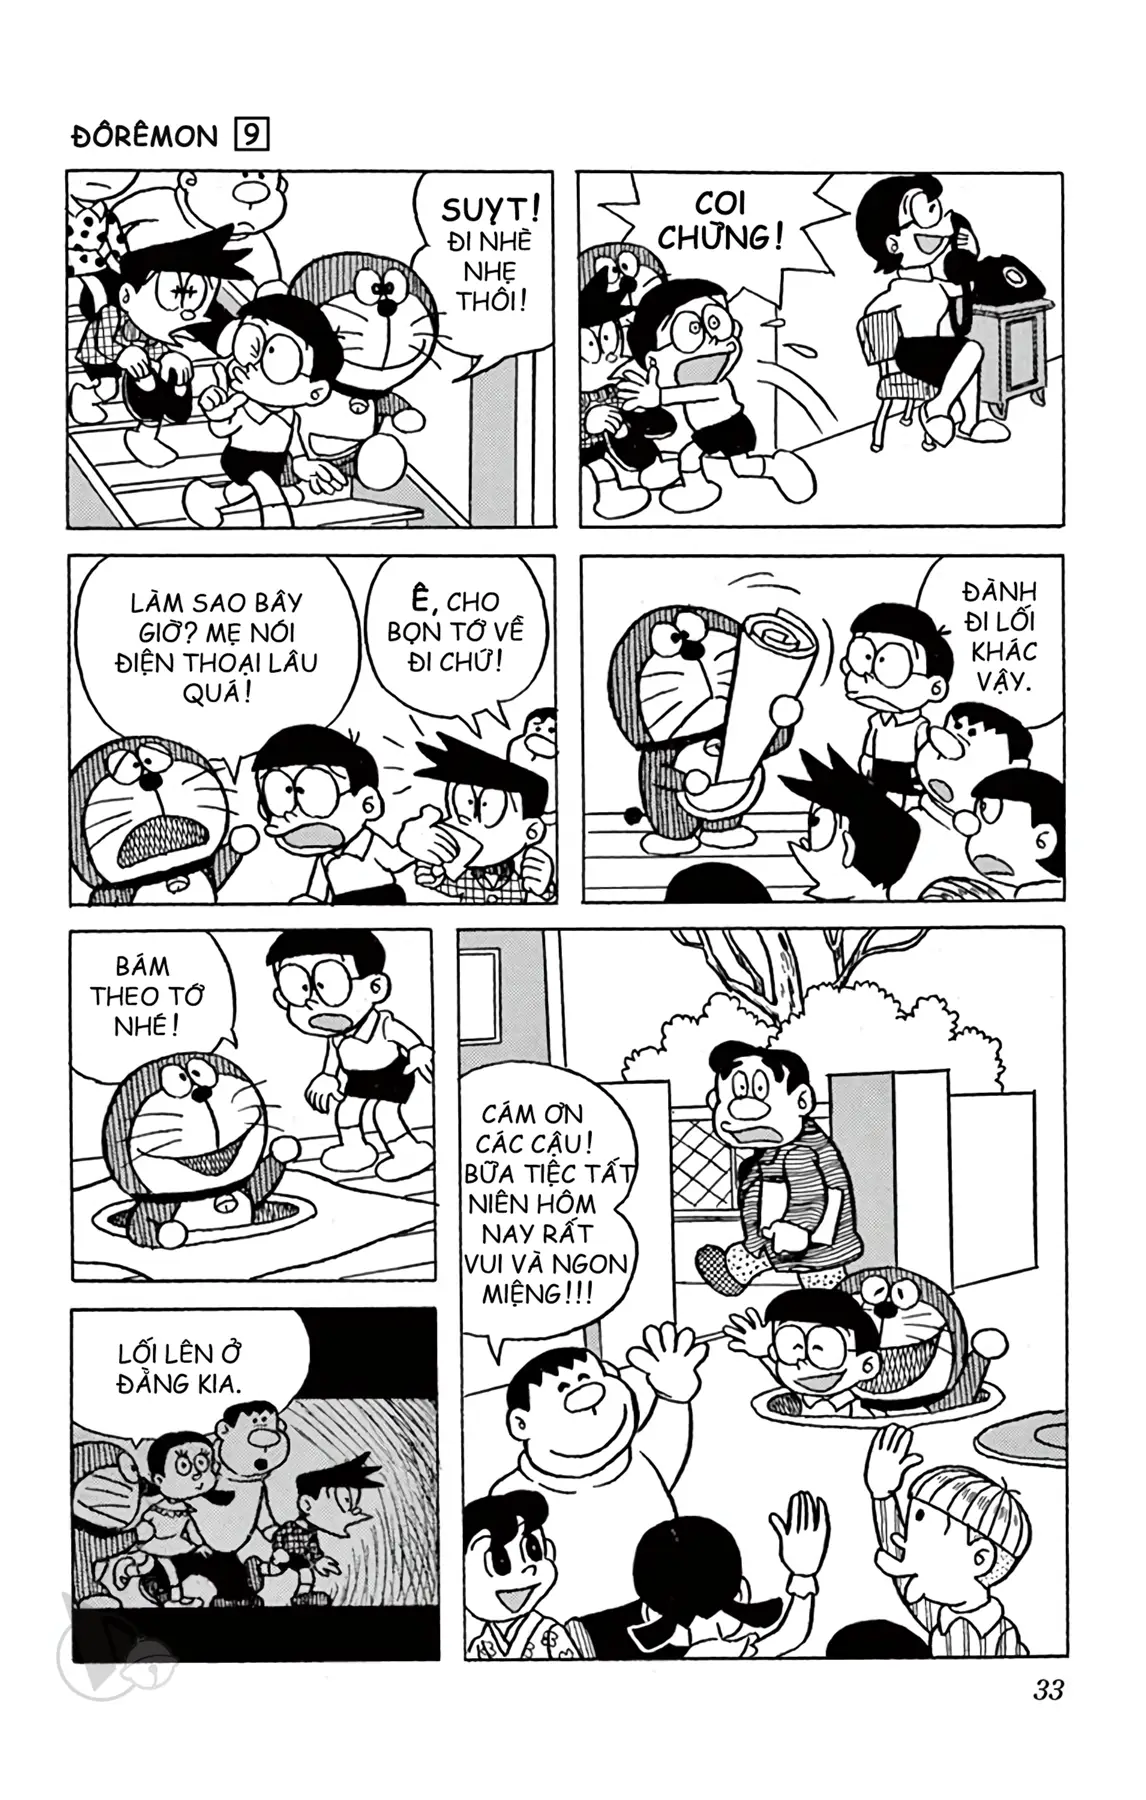 ĐÔRÊMON 9
SUỴT!
ĐI NHÈ
NHẸ
THÔI!
COI
CHỪNG!
LÀM SAO BÂY
GIỜ? MẸ NÓI
ĐIỆN THOẠI LÂU
QUÁ!
Ê, CHO
BỌN TỚ VỀ
ĐI CHỨ!
ĐÀNH
ĐI LỐI
KHÁC
VẬY.
BÁM
THEO TỚ
NHÉ!
LỐI LÊN Ở
ĐẰNG KIA.
CÁM ƠN
CÁC CẬU!
BỮA TIỆC TẤT
NIÊN HÔM
NAY RẤT
VUI VÀ NGON
MIỆNG!!!
33